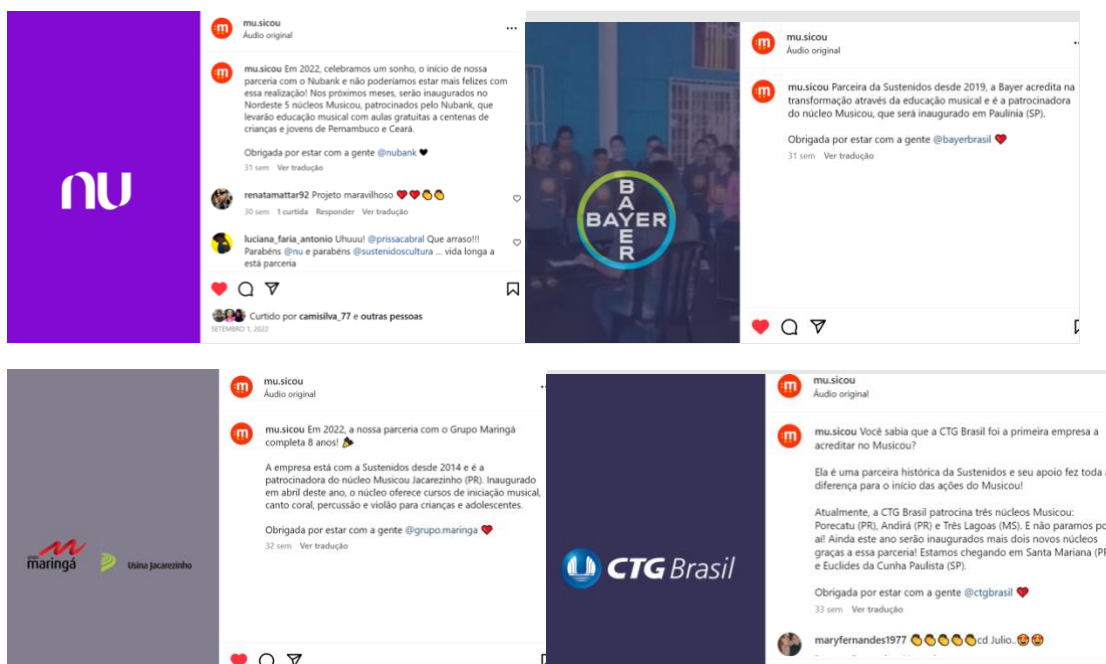 nu
mu.sicou
Áudio original
mu.sicou Em 2022, celebramos um sonho, o início de nossa
parceria com o Nubank e não poderíamos estar mais felizes com
essa realização! Nos próximos meses, serão inaugurados no
Nordeste 5 núcleos Musicou, patrocinados pelo Nubank, que
levarão educação musical com aulas gratuitas a centenas de
crianças e jovens de Pernambuco e Ceará.
Obrigada por estar com a gente @nubank 🖤
31 sem Ver tradução
renatamattar92 Projeto maravilhoso ❤️❤️👏👏
30 sem 1 curtida Responder Ver tradução
luciana_faria_antonio Uhuuu! @prissacabral Que arraso!!!
Parabéns @nu e parabéns @sustenidoscultura ... vida longa a
está parceria
Curtido por camisilva_77 e outras pessoas
SETEMBRO 1, 2022
BAYER
BAYER
mu.sicou
Áudio original
mu.sicou Parceira da Sustenidos desde 2019, a Bayer acredita na
transformação através da educação musical e é a patrocinadora
do núcleo Musicou, que será inaugurado em Paulínia (SP).
Obrigada por estar com a gente @bayerbrasil ❤️
31 sem Ver tradução
grupo
maringá
Usina Jacarezinho
mu.sicou
Áudio original
mu.sicou Em 2022, a nossa parceria com o Grupo Maringá
completa 8 anos! 🎉
A empresa está com a Sustenidos desde 2014 e é a
patrocinadora do núcleo Musicou Jacarezinho (PR). Inaugurado
em abril deste ano, o núcleo oferece cursos de iniciação musical,
canto coral, percussão e violão para crianças e adolescentes.
Obrigada por estar com a gente @grupo.maringa ❤️
32 sem Ver tradução
CTG Brasil
mu.sicou
Áudio original
mu.sicou Você sabia que a CTG Brasil foi a primeira empresa a
acreditar no Musicou?
Ela é uma parceira histórica da Sustenidos e seu apoio fez toda a
diferença para o início das ações do Musicou!
Atualmente, a CTG Brasil patrocina três núcleos Musicou:
Porecatu (PR), Andirá (PR) e Três Lagoas (MS). E não paramos po
aí! Ainda este ano serão inaugurados mais dois novos núcleos
graças a essa parceria! Estamos chegando em Santa Mariana (PR
e Euclides da Cunha Paulista (SP).
Obrigada por estar com a gente @ctgbrasil ❤️
33 sem Ver tradução
maryfernandes1977 👏👏👏👏👏cd Julio..🤩🤩